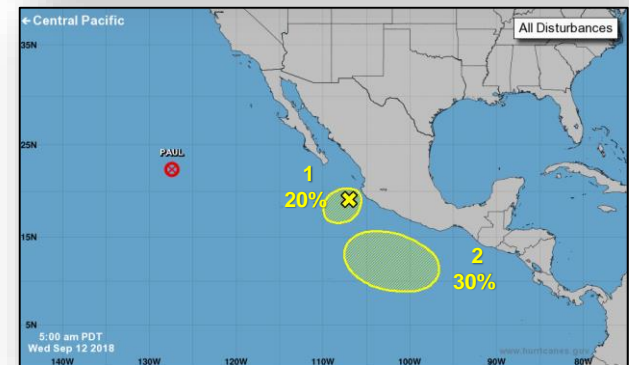 ← Central Pacific
All Disturbances
35N
25N
PAUL
1
20%
15N
2
30%
5N
5:00 am PDT
Wed Sep 12 2018
www.hurricanes.gov
140W
130W
120W
110W
100W
90W
80W